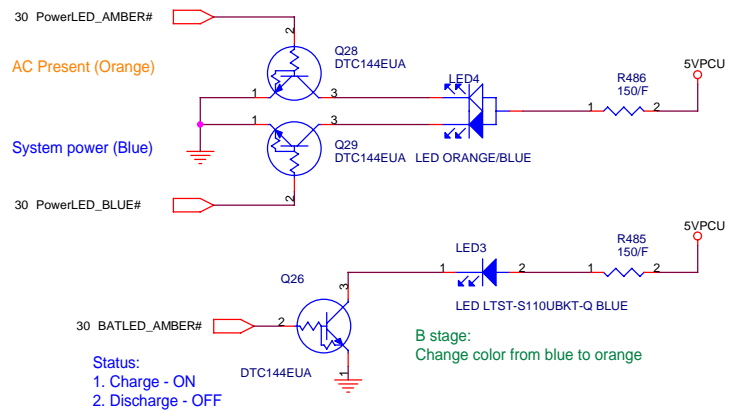 30 PowerLED_AMBER#
2
Q28
DTC144EUA
AC Present (Orange)
5VPCU
LED4
R486
150/F
1
3
1
2
1
3
System power (Blue)
Q29
DTC144EUA
LED ORANGE/BLUE
2
30 PowerLED_BLUE#
5VPCU
LED3
R485
150/F
1
2
1
2
Q26
3
LED LTST-S110UBKT-Q BLUE
30 BATLED_AMBER#
2
B stage:
Change color from blue to orange
Status:
1. Charge - ON
2. Discharge - OFF
DTC144EUA
1